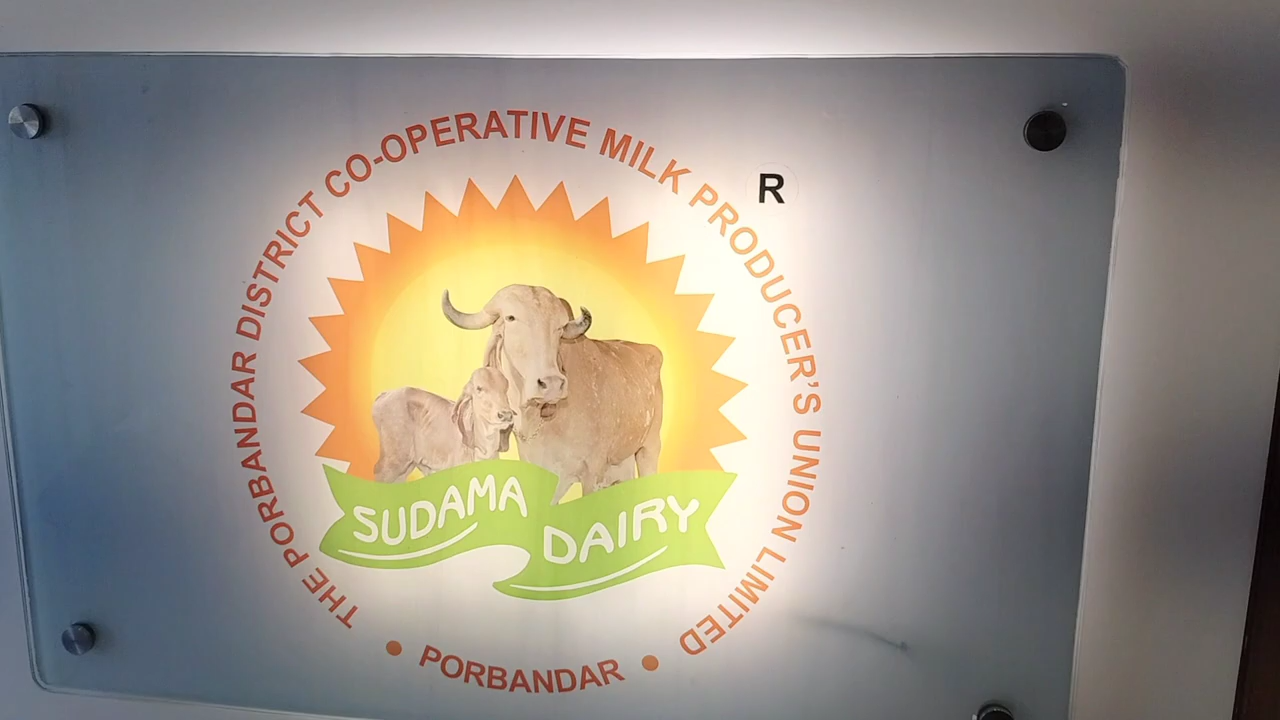 THE PORBANDAR DISTRICT CO-OPERATIVE MILK PRODUCER'S UNION LIMITED
R
SUDAMA DAIRY
• PORBANDAR •